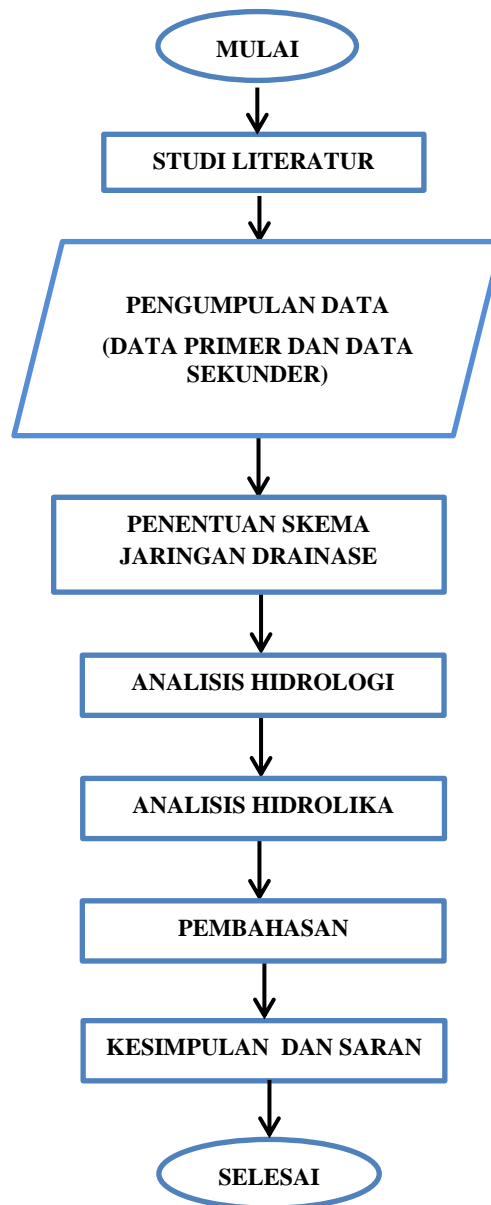 MULAI
STUDI LITERATUR
PENGUMPULAN DATA
(DATA PRIMER DAN DATA
SEKUNDER)
PENENTUAN SKEMA
JARINGAN DRAINASE
ANALISIS HIDROLOGI
ANALISIS HIDROLIKA
PEMBAHASAN
KESIMPULAN DAN SARAN
SELESAI